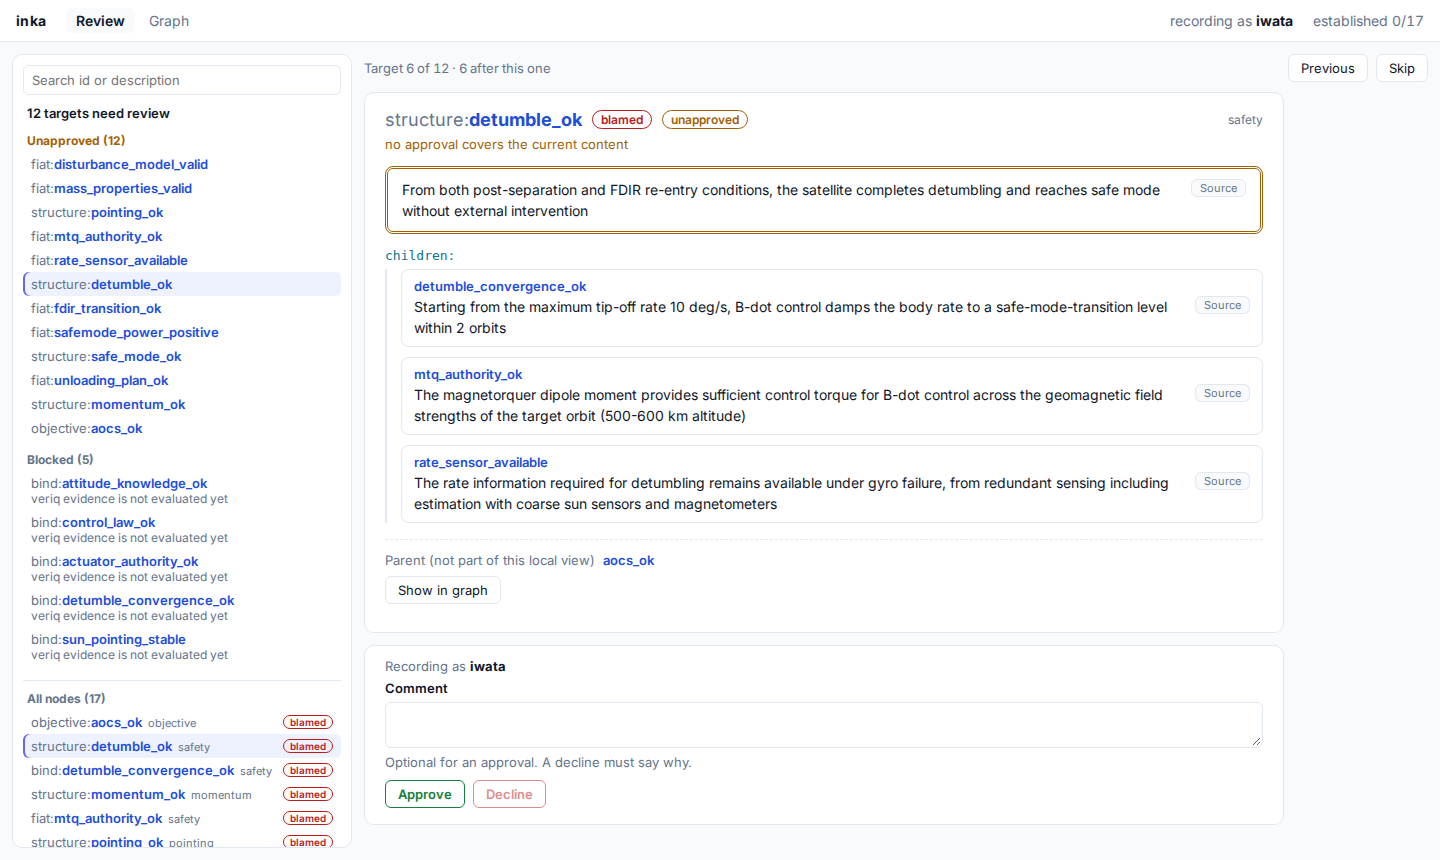 inka
Review
Graph
recording as iwata
established 0/17
Search id or description
12 targets need review
Unapproved (12)
fiat:disturbance_model_valid
fiat:mass_properties_valid
structure:pointing_ok
fiat:mtq_authority_ok
fiat:rate_sensor_available
structure:detumble_ok
fiat:fdir_transition_ok
fiat:safemode_power_positive
structure:safe_mode_ok
fiat:unloading_plan_ok
structure:momentum_ok
objective:aocs_ok
Blocked (5)
bind:attitude_knowledge_ok
veriq evidence is not evaluated yet
bind:control_law_ok
veriq evidence is not evaluated yet
bind:actuator_authority_ok
veriq evidence is not evaluated yet
bind:detumble_convergence_ok
veriq evidence is not evaluated yet
bind:sun_pointing_stable
veriq evidence is not evaluated yet
All nodes (17)
objective:aocs_ok objective blamed
structure:detumble_ok safety blamed
bind:detumble_convergence_ok safety blamed
structure:momentum_ok momentum blamed
fiat:mtq_authority_ok safety blamed
structure:pointing_ok pointing blamed
Target 6 of 12 · 6 after this one
Previous
Skip
structure:detumble_ok blamed unapproved
safety
no approval covers the current content
From both post-separation and FDIR re-entry conditions, the satellite completes detumbling and reaches safe mode
without external intervention
Source
children:
detumble_convergence_ok
Starting from the maximum tip-off rate 10 deg/s, B-dot control damps the body rate to a safe-mode-transition level
within 2 orbits
Source
mtq_authority_ok
The magnetorquer dipole moment provides sufficient control torque for B-dot control across the geomagnetic field
strengths of the target orbit (500-600 km altitude)
Source
rate_sensor_available
The rate information required for detumbling remains available under gyro failure, from redundant sensing including
estimation with coarse sun sensors and magnetometers
Source
Parent (not part of this local view) aocs_ok
Show in graph
Recording as iwata
Comment
Optional for an approval. A decline must say why.
Approve
Decline